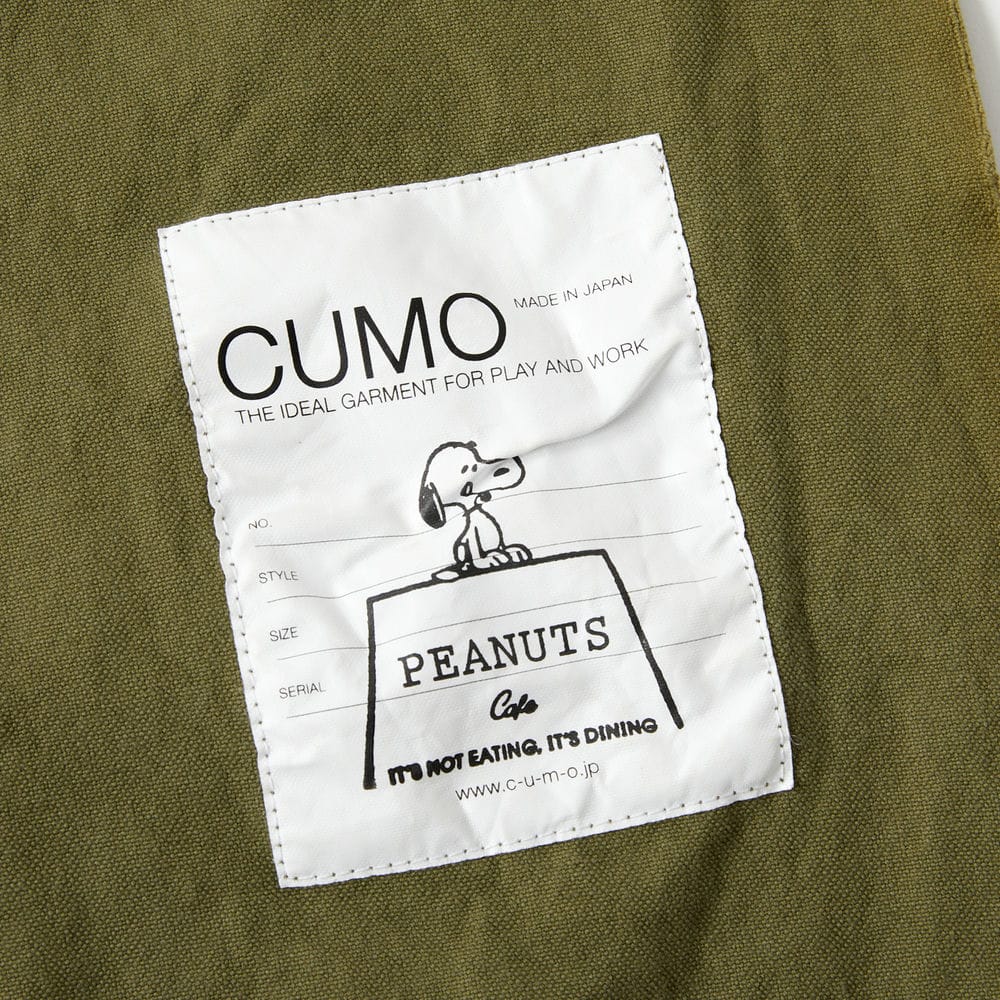 CUMO MADE IN JAPAN
THE IDEAL GARMENT FOR PLAY AND WORK
NO.
STYLE
SIZE
SERIAL
PEANUTS
Cafe
IT'S NOT EATING, IT'S DINING
www.c-u-m-o.jp